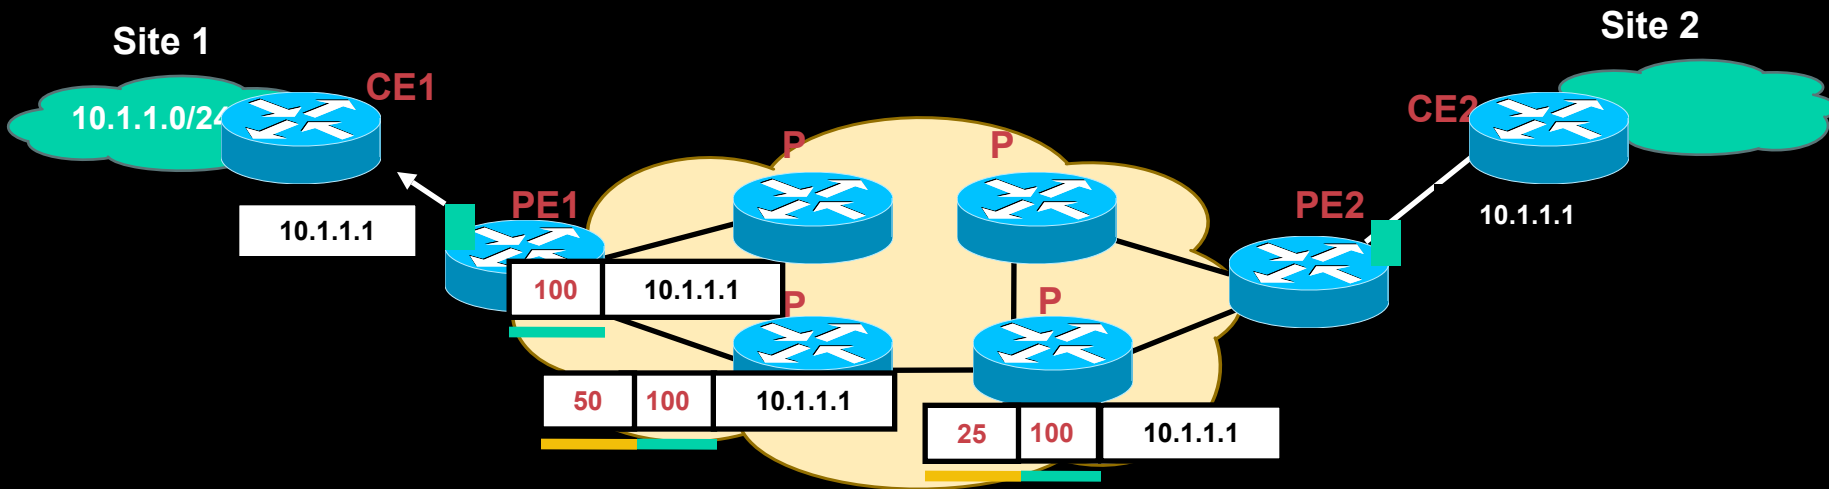 Site 1
Site 2
CE1
10.1.1.0/24
CE2
P
P
PE1
PE2
10.1.1.1
10.1.1.1
100 10.1.1.1
P
P
50 100 10.1.1.1
25 100 10.1.1.1